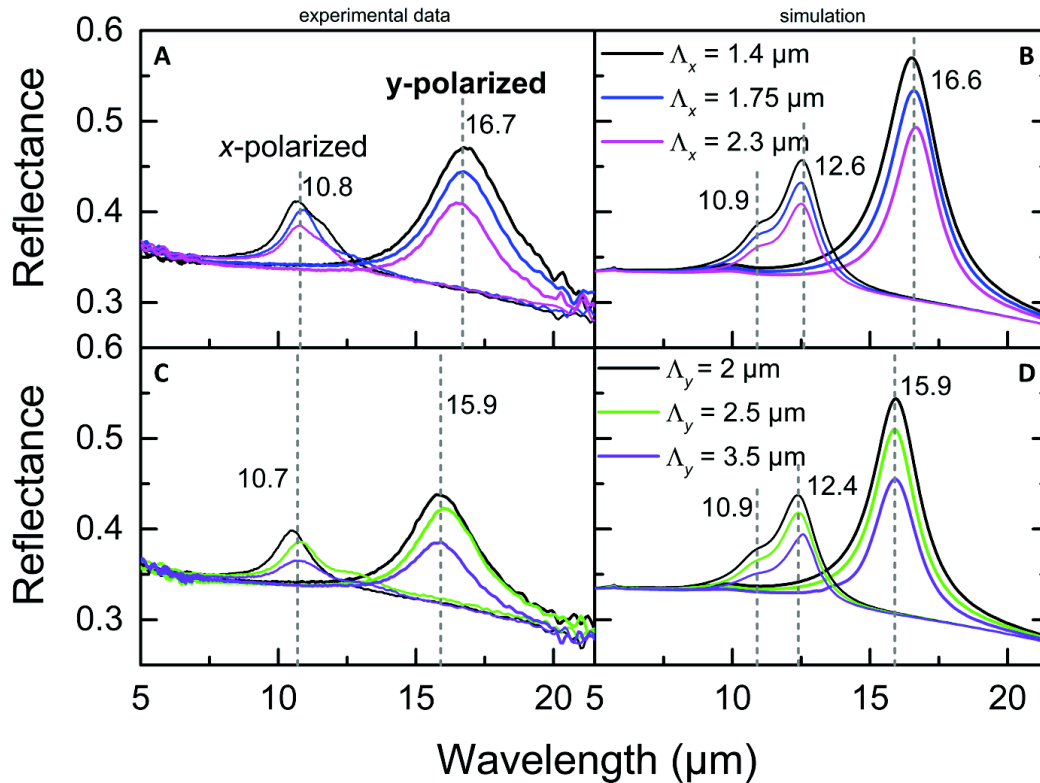 experimental data
simulation
0.6
0.5
0.4
0.3
Reflectance
A
y-polarized
16.7
x-polarized
10.8
B
Λx = 1.4 µm
Λx = 1.75 µm
Λx = 2.3 µm
16.6
12.6
10.9
0.6
0.5
0.4
0.3
Reflectance
C
15.9
10.7
D
Λy = 2 µm
Λy = 2.5 µm
Λy = 3.5 µm
15.9
12.4
10.9
5 10 15 20 5 10 15 20
Wavelength (µm)